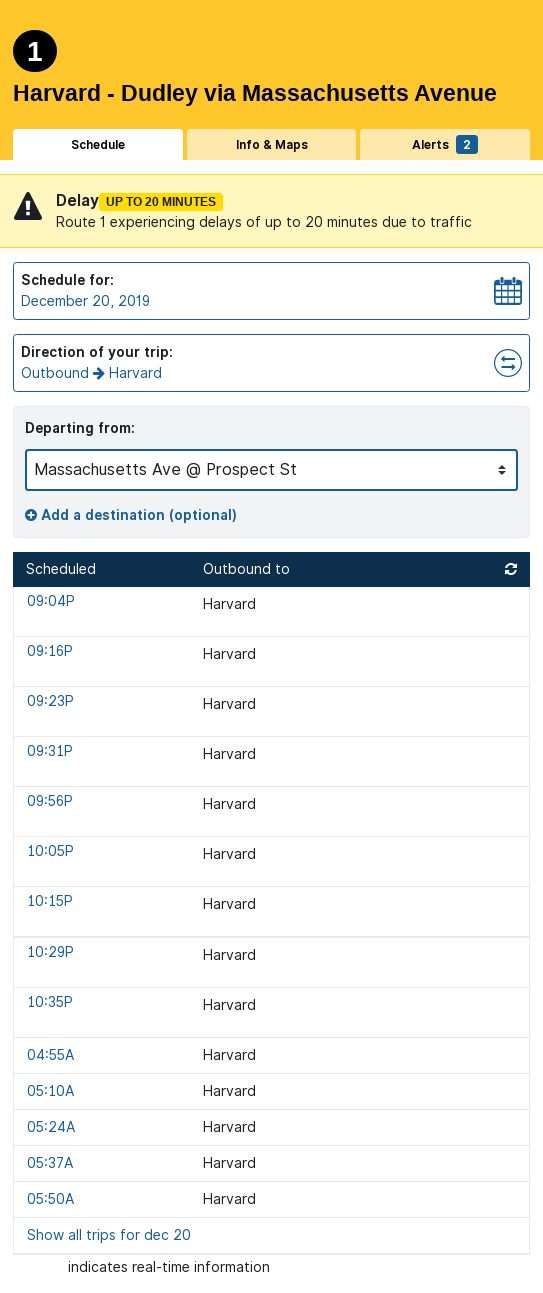 1
Harvard - Dudley via Massachusetts Avenue
Schedule Info & Maps Alerts 2
Delay UP TO 20 MINUTES
Route 1 experiencing delays of up to 20 minutes due to traffic
Schedule for:
December 20, 2019
Direction of your trip:
Outbound → Harvard
Departing from:
Massachusetts Ave @ Prospect St
Add a destination (optional)
Scheduled Outbound to
09:04P Harvard
09:16P Harvard
09:23P Harvard
09:31P Harvard
09:56P Harvard
10:05P Harvard
10:15P Harvard
10:29P Harvard
10:35P Harvard
04:55A Harvard
05:10A Harvard
05:24A Harvard
05:37A Harvard
05:50A Harvard
Show all trips for dec 20
indicates real-time information